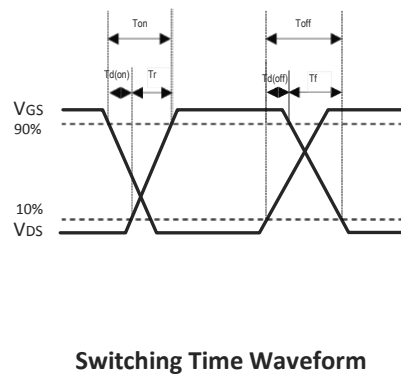 Ton Toff
Td(on) Tr Td(off) Tf
VGS
90%
10%
VDS
Switching Time Waveform